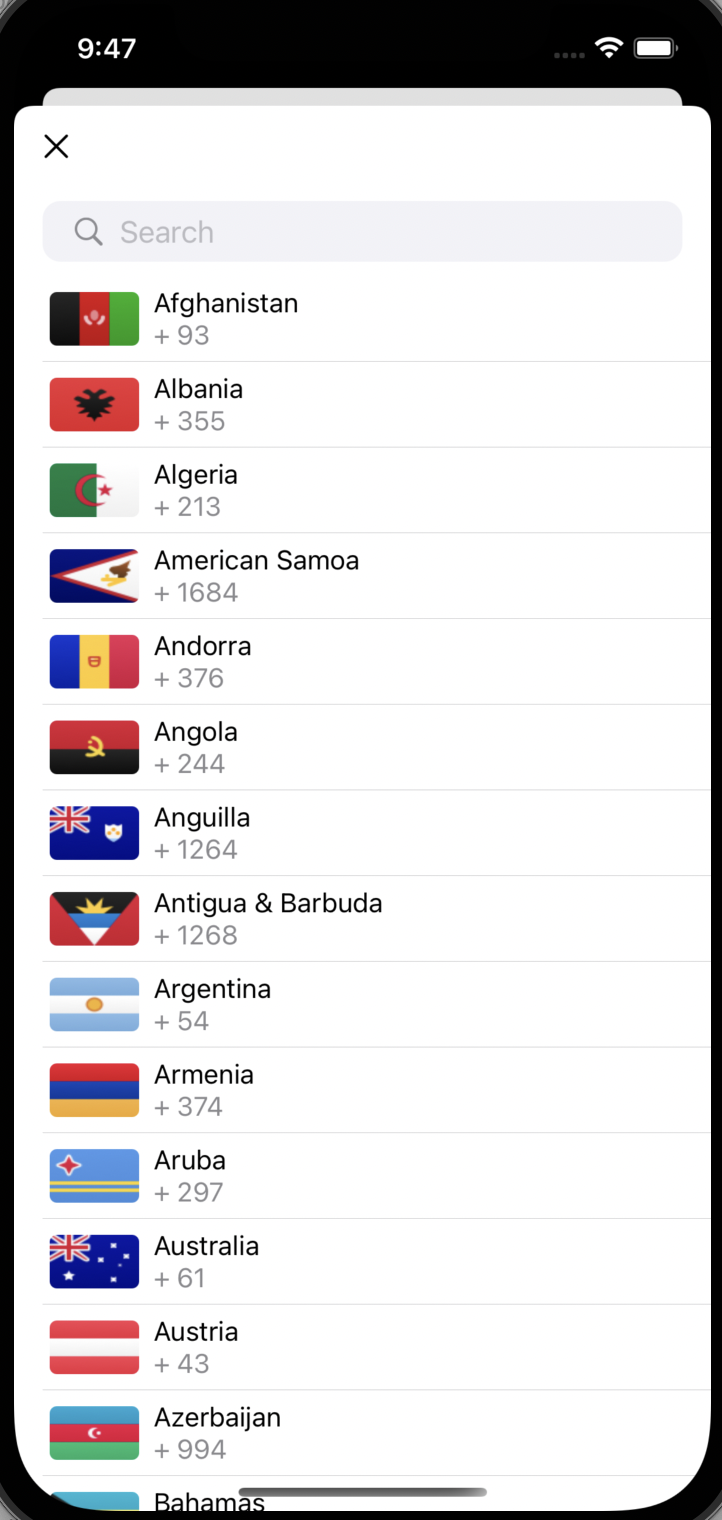 9:47
Search
Afghanistan
+ 93
Albania
+ 355
Algeria
+ 213
American Samoa
+ 1684
Andorra
+ 376
Angola
+ 244
Anguilla
+ 1264
Antigua & Barbuda
+ 1268
Argentina
+ 54
Armenia
+ 374
Aruba
+ 297
Australia
+ 61
Austria
+ 43
Azerbaijan
+ 994
Bahamas